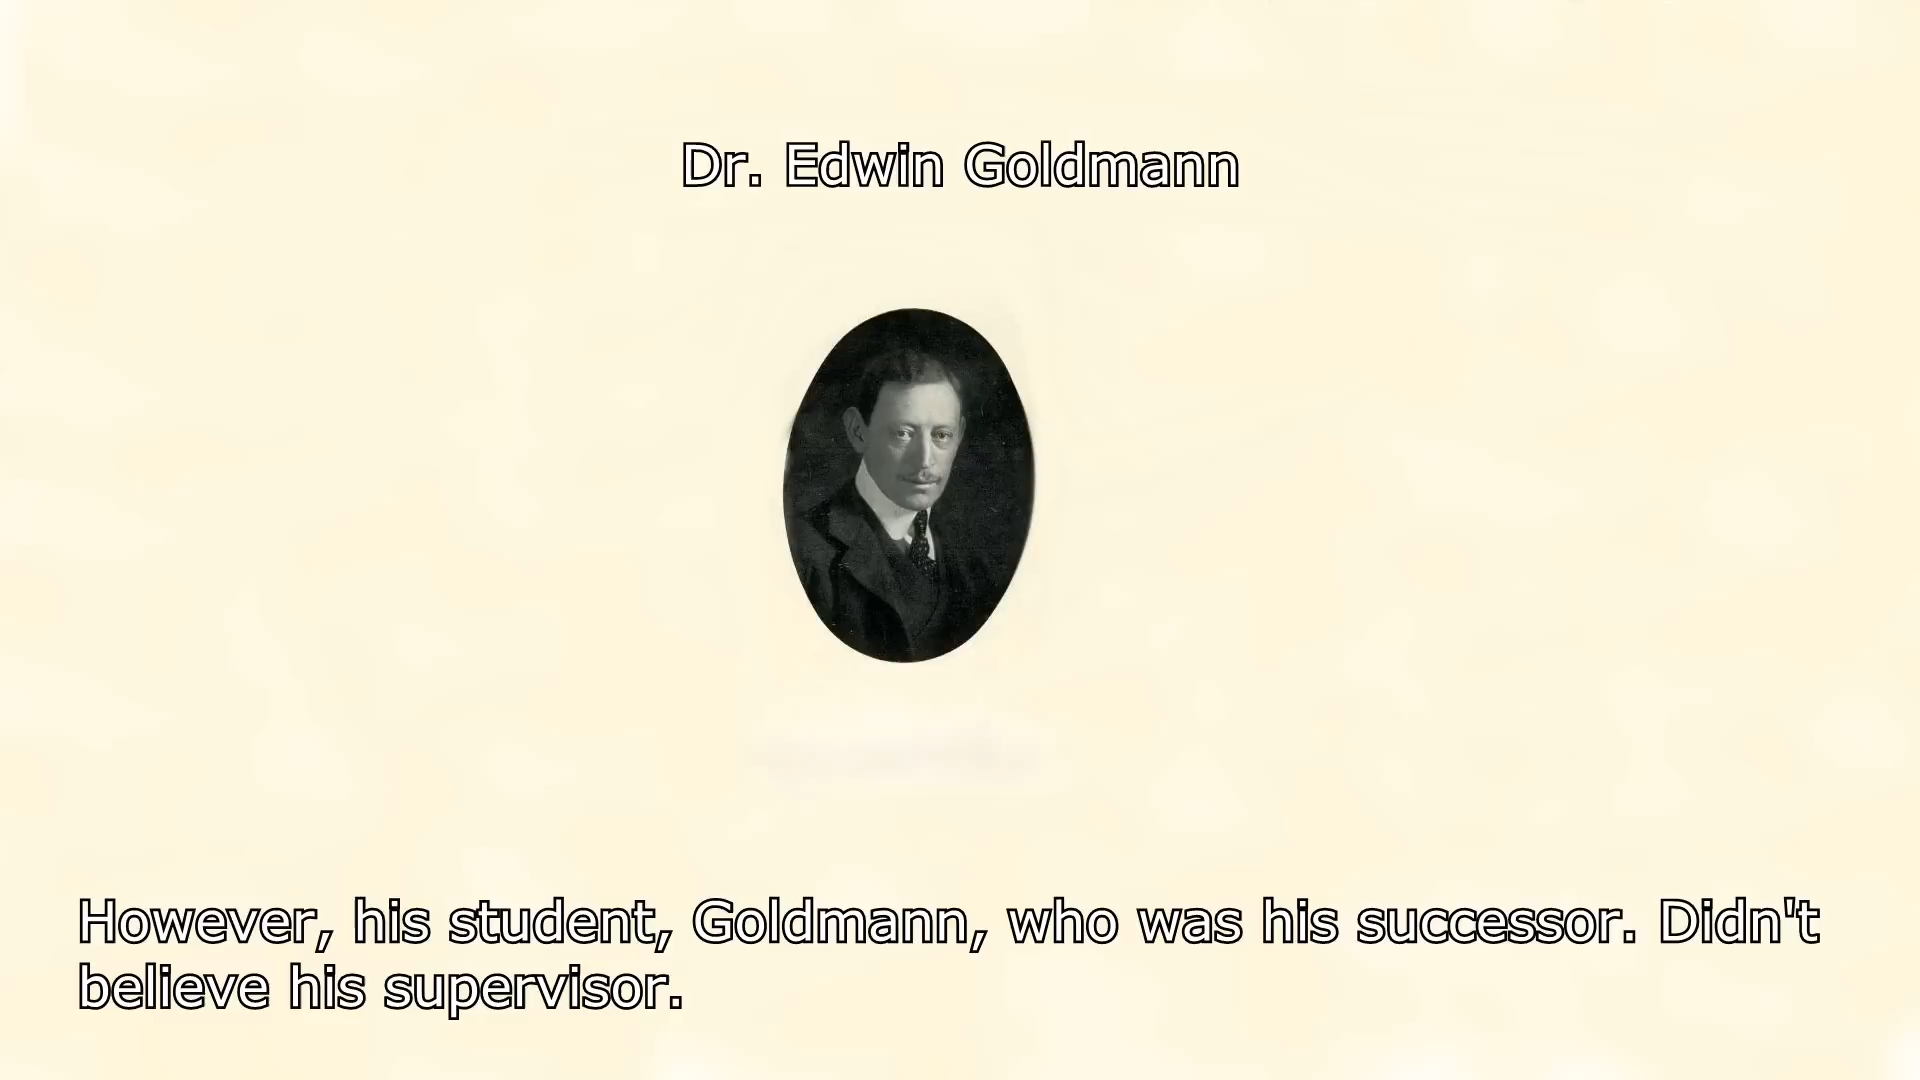 Dr. Edwin Goldmann
However, his student, Goldmann, who was his successor. Didn't
believe his supervisor.